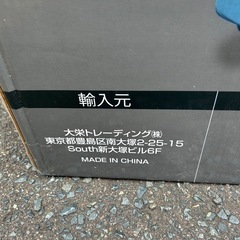 輸入元
大栄トレーディング㈱
東京都豊島区南大塚2-25-15
South新大塚ビル6F
MADE IN CHINA